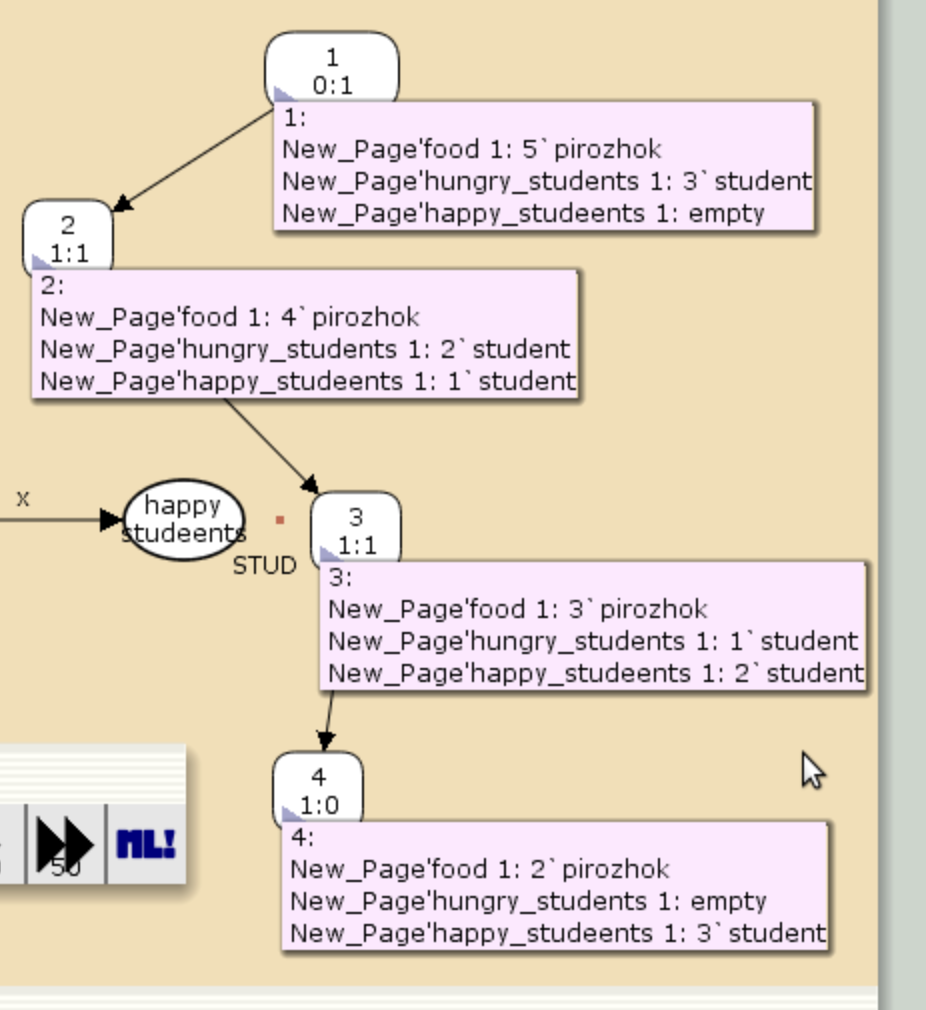 1
0:1
1:
New_Page'food 1: 5`pirozhok
New_Page'hungry_students 1: 3`student
New_Page'happy_studeents 1: empty
2
1:1
2:
New_Page'food 1: 4`pirozhok
New_Page'hungry_students 1: 2`student
New_Page'happy_studeents 1: 1`student
x
happy
studeents
STUD
3
1:1
3:
New_Page'food 1: 3`pirozhok
New_Page'hungry_students 1: 1`student
New_Page'happy_studeents 1: 2`student
4
1:0
4:
New_Page'food 1: 2`pirozhok
New_Page'hungry_students 1: empty
New_Page'happy_studeents 1: 3`student
50
ML!